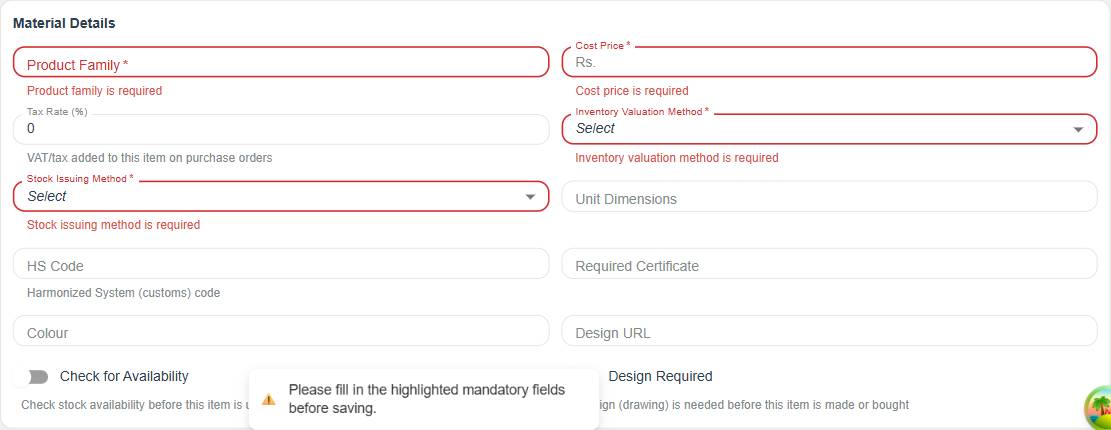 Material Details
Product Family *
Cost Price *
Rs.
Product family is required
Cost price is required
Tax Rate (%)
0
Inventory Valuation Method *
Select
VAT/tax added to this item on purchase orders
Inventory valuation method is required
Stock Issuing Method *
Select
Unit Dimensions
Stock issuing method is required
HS Code
Required Certificate
Harmonized System (customs) code
Colour
Design URL
Check for Availability
Design Required
Please fill in the highlighted mandatory fields
before saving.
Check stock availability before this item is
(drawing) is needed before this item is made or bought